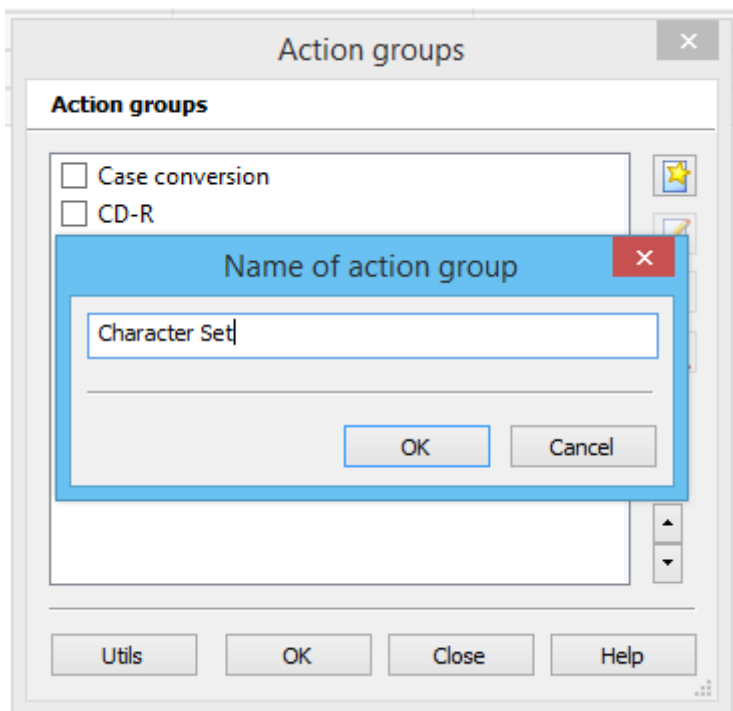 Action groups
Action groups
Case conversion
CD-R
Name of action group
Character Set
OK Cancel
Utils OK Close Help